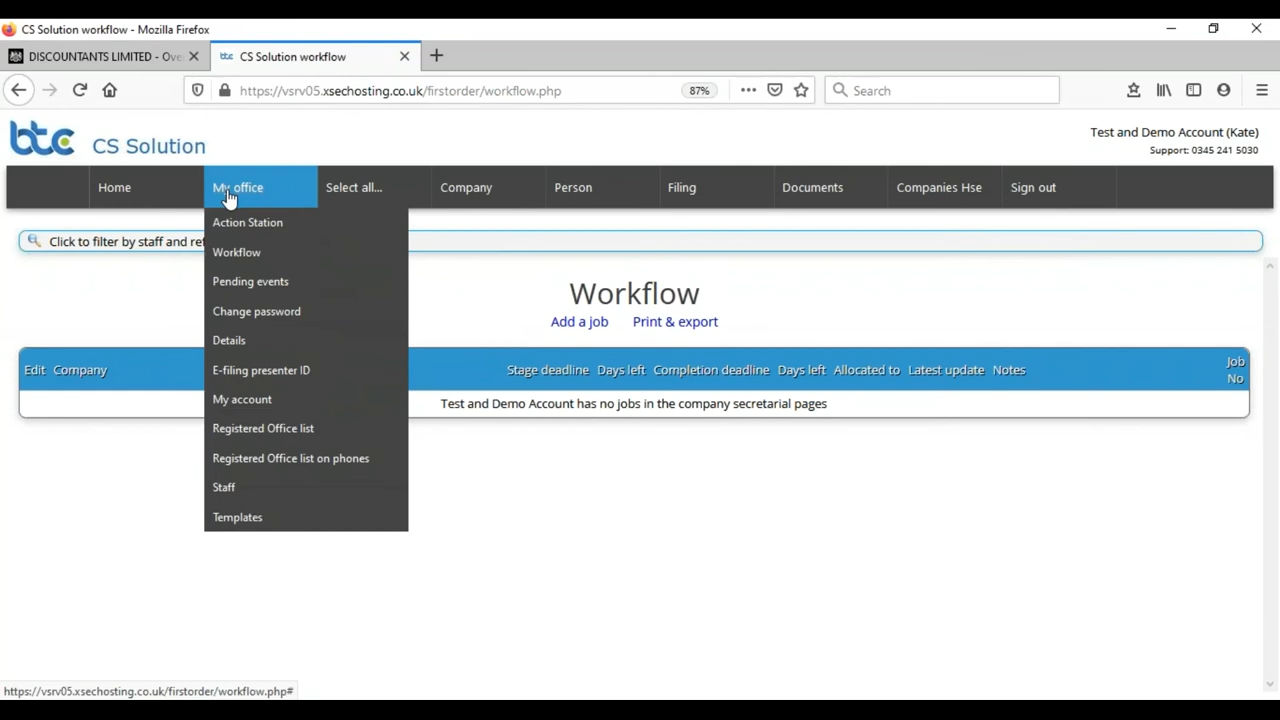 CS Solution workflow - Mozilla Firefox
DISCOUNTANTS LIMITED - Ove
CS Solution workflow
https://vsrv05.xsechosting.co.uk/firstorder/workflow.php
87%
Search
btc CS Solution
Test and Demo Account (Kate)
Support: 0345 241 5030
Home My office Select all... Company Person Filing Documents Companies Hse Sign out
Action Station
Workflow
Pending events
Change password
Details
E-filing presenter ID
My account
Registered Office list
Registered Office list on phones
Staff
Templates
Click to filter by staff and ref
Workflow
Add a job Print & export
Edit Company Stage deadline Days left Completion deadline Days left Allocated to Latest update Notes Job No
Test and Demo Account has no jobs in the company secretarial pages
https://vsrv05.xsechosting.co.uk/firstorder/workflow.php#